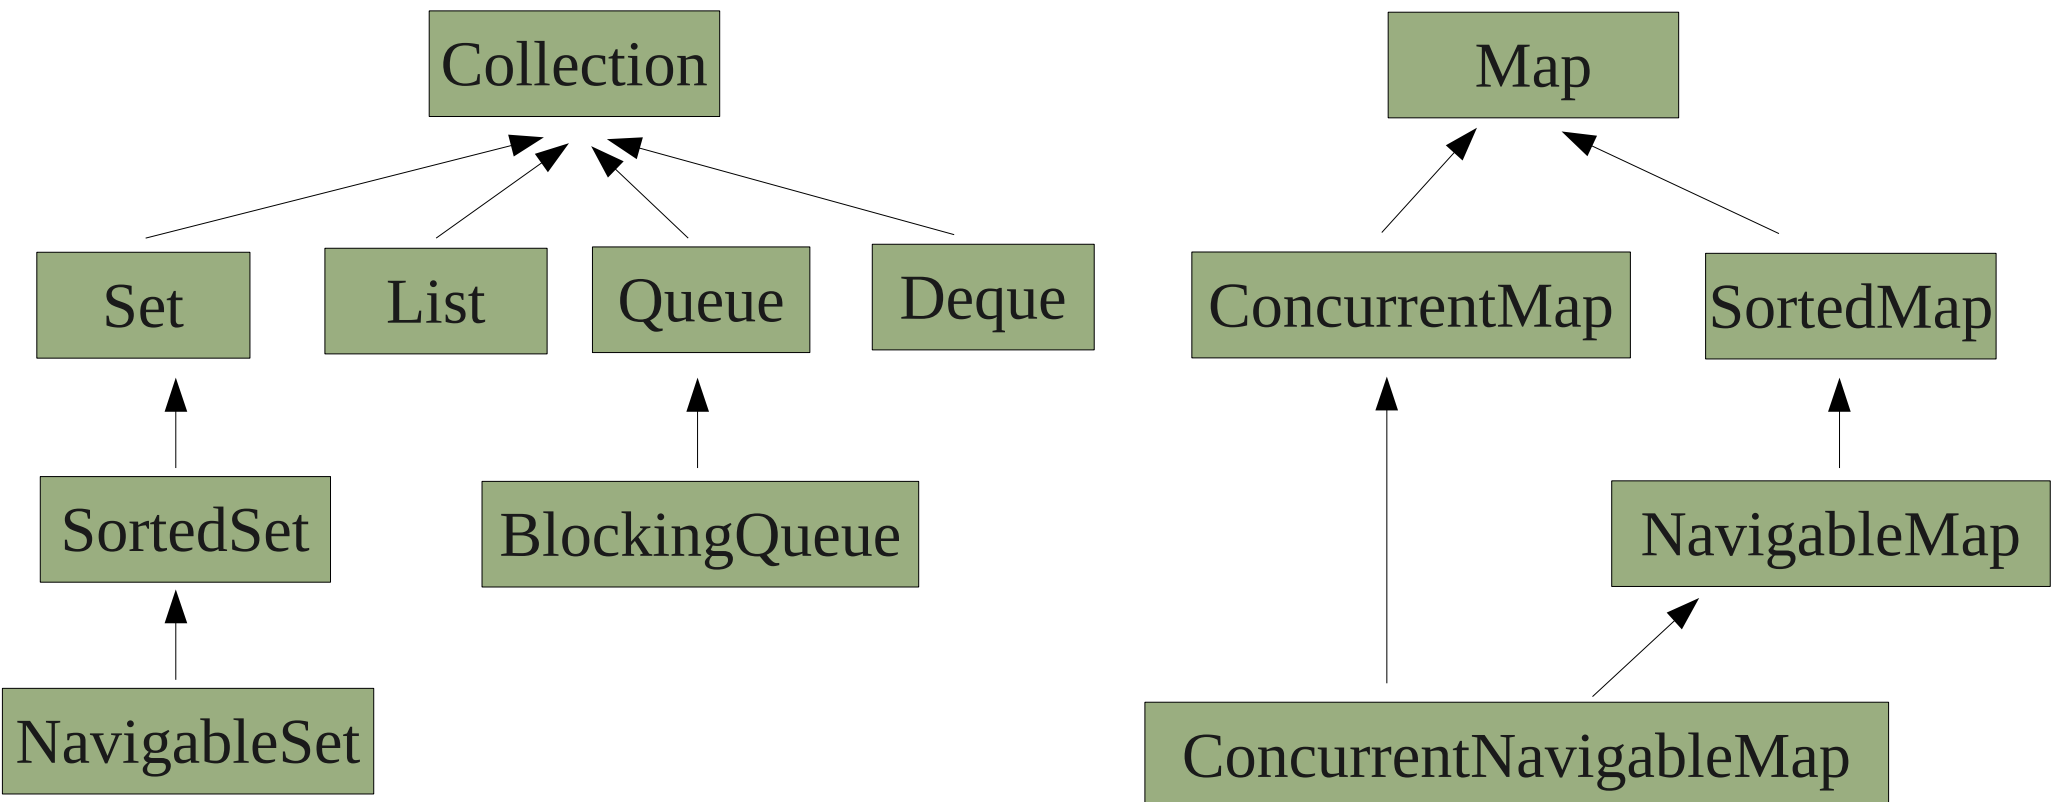 Collection
Map
Set
List
Queue
Deque
ConcurrentMap
SortedMap
SortedSet
BlockingQueue
NavigableMap
NavigableSet
ConcurrentNavigableMap